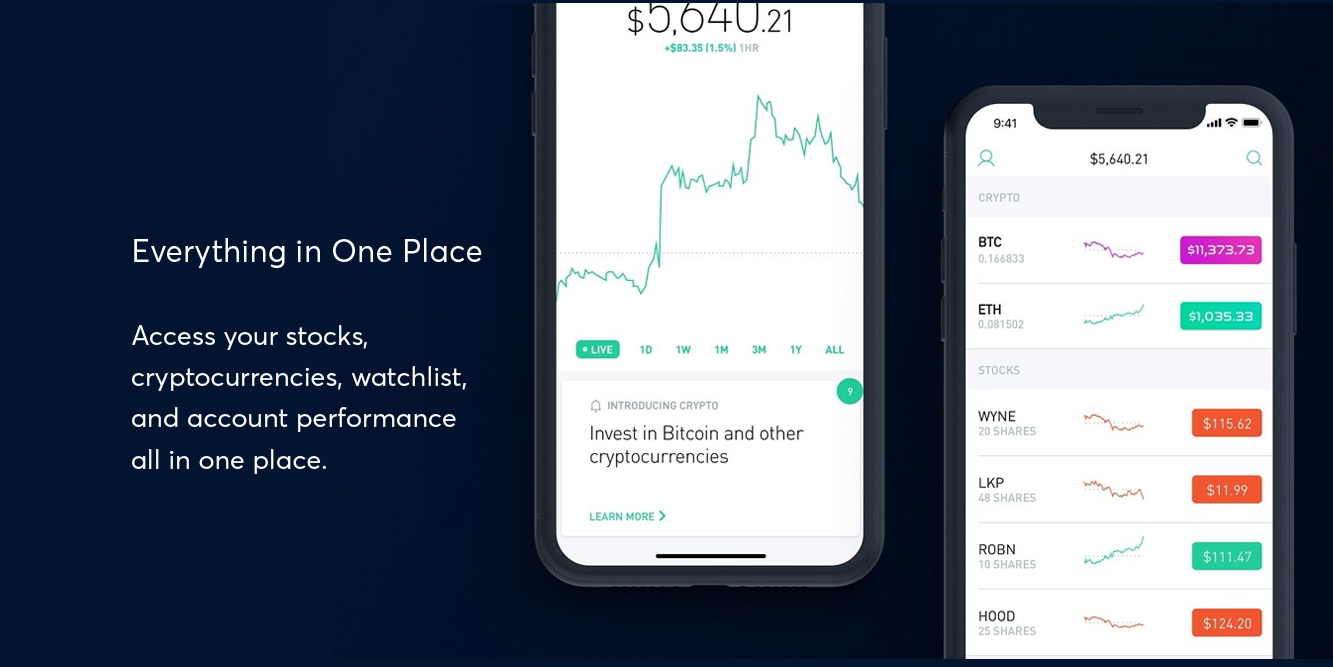 Everything in One Place
Access your stocks,
cryptocurrencies, watchlist,
and account performance
all in one place.
$5,640.21
+$83.35 (1.5%) 1HR
LIVE 1D 1W 1M 3M 1Y ALL
9
INTRODUCING CRYPTO
Invest in Bitcoin and other
cryptocurrencies
LEARN MORE
9:41
$5,640.21
CRYPTO
BTC
0.166833
$11,373.73
ETH
0.081502
$1,035.33
STOCKS
WYNE
20 SHARES
$115.62
LKP
48 SHARES
$11.99
ROBN
10 SHARES
$111.47
HOOD
25 SHARES
$124.20